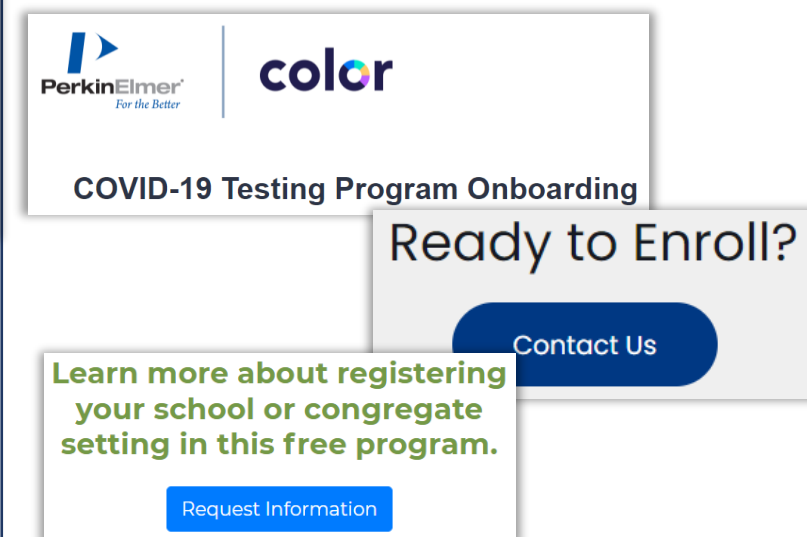 PerkinElmer
For the Better
color
COVID-19 Testing Program Onboarding
Ready to Enroll?
Contact Us
Learn more about registering
your school or congregate
setting in this free program.
Request Information